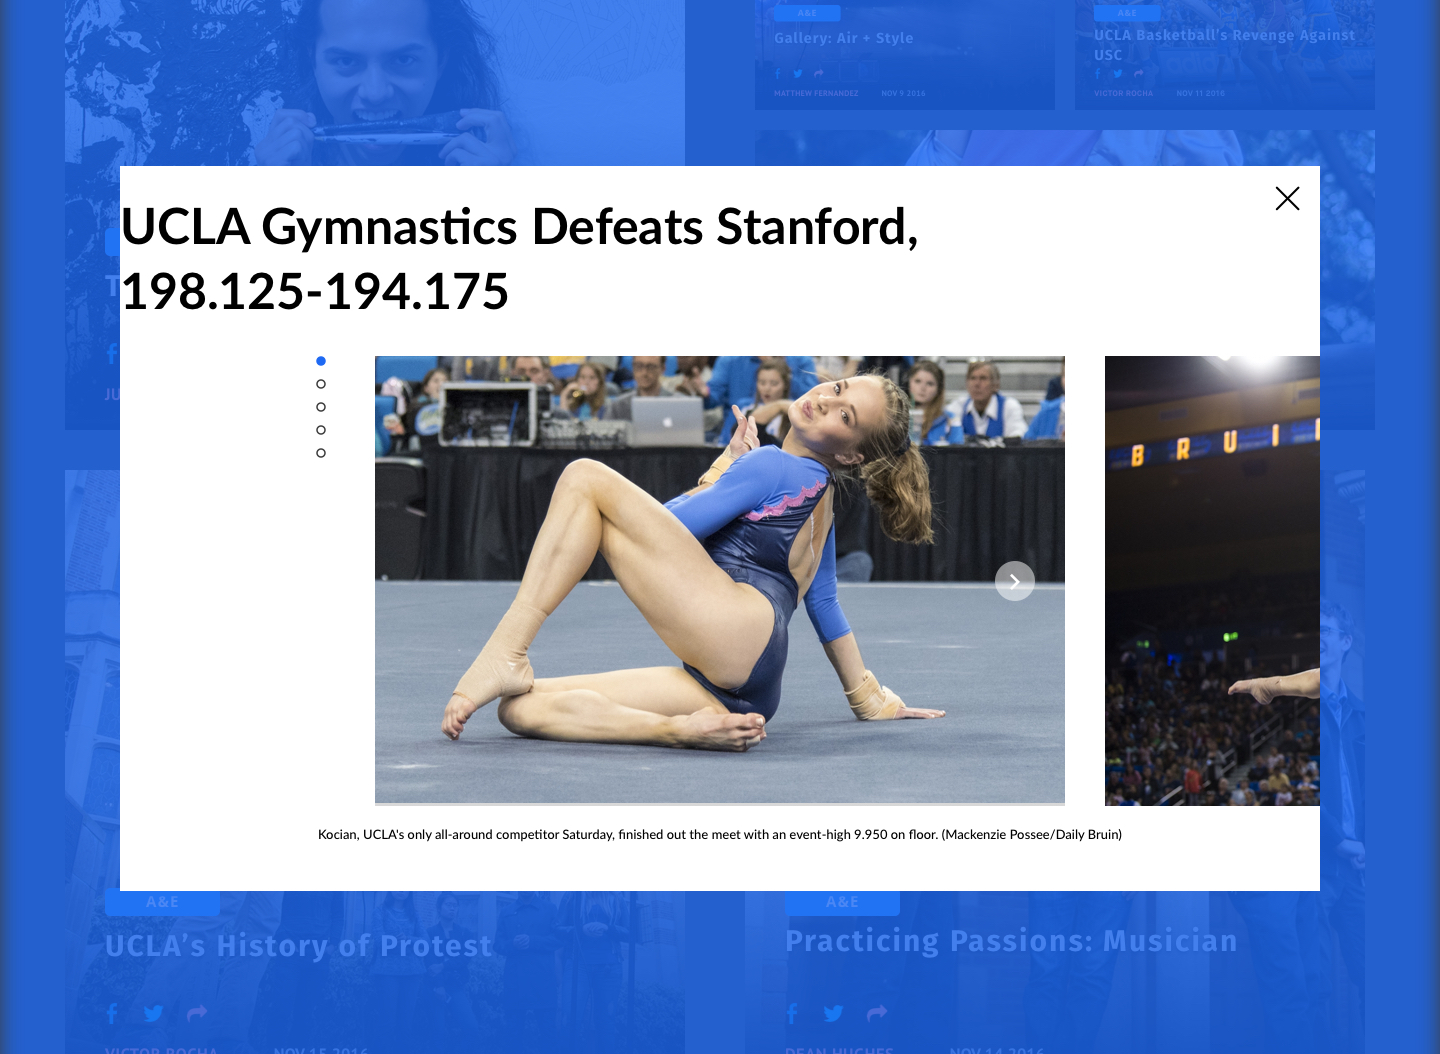 A&E
Gallery: Air + Style
MATTHEW FERNANDEZ NOV 9 2016
A&E
UCLA Basketball's Revenge Against
USC
VICTOR ROCHA NOV 11 2016
UCLA Gymnastics Defeats Stanford,
198.125-194.175
B R U I
Kocian, UCLA's only all-around competitor Saturday, finished out the meet with an event-high 9.950 on floor. (Mackenzie Possee/Daily Bruin)
A&E
UCLA's History of Protest
VICTOR ROCHA NOV 15 2016
A&E
Practicing Passions: Musician
DEAN HUGHES NOV 14 2016